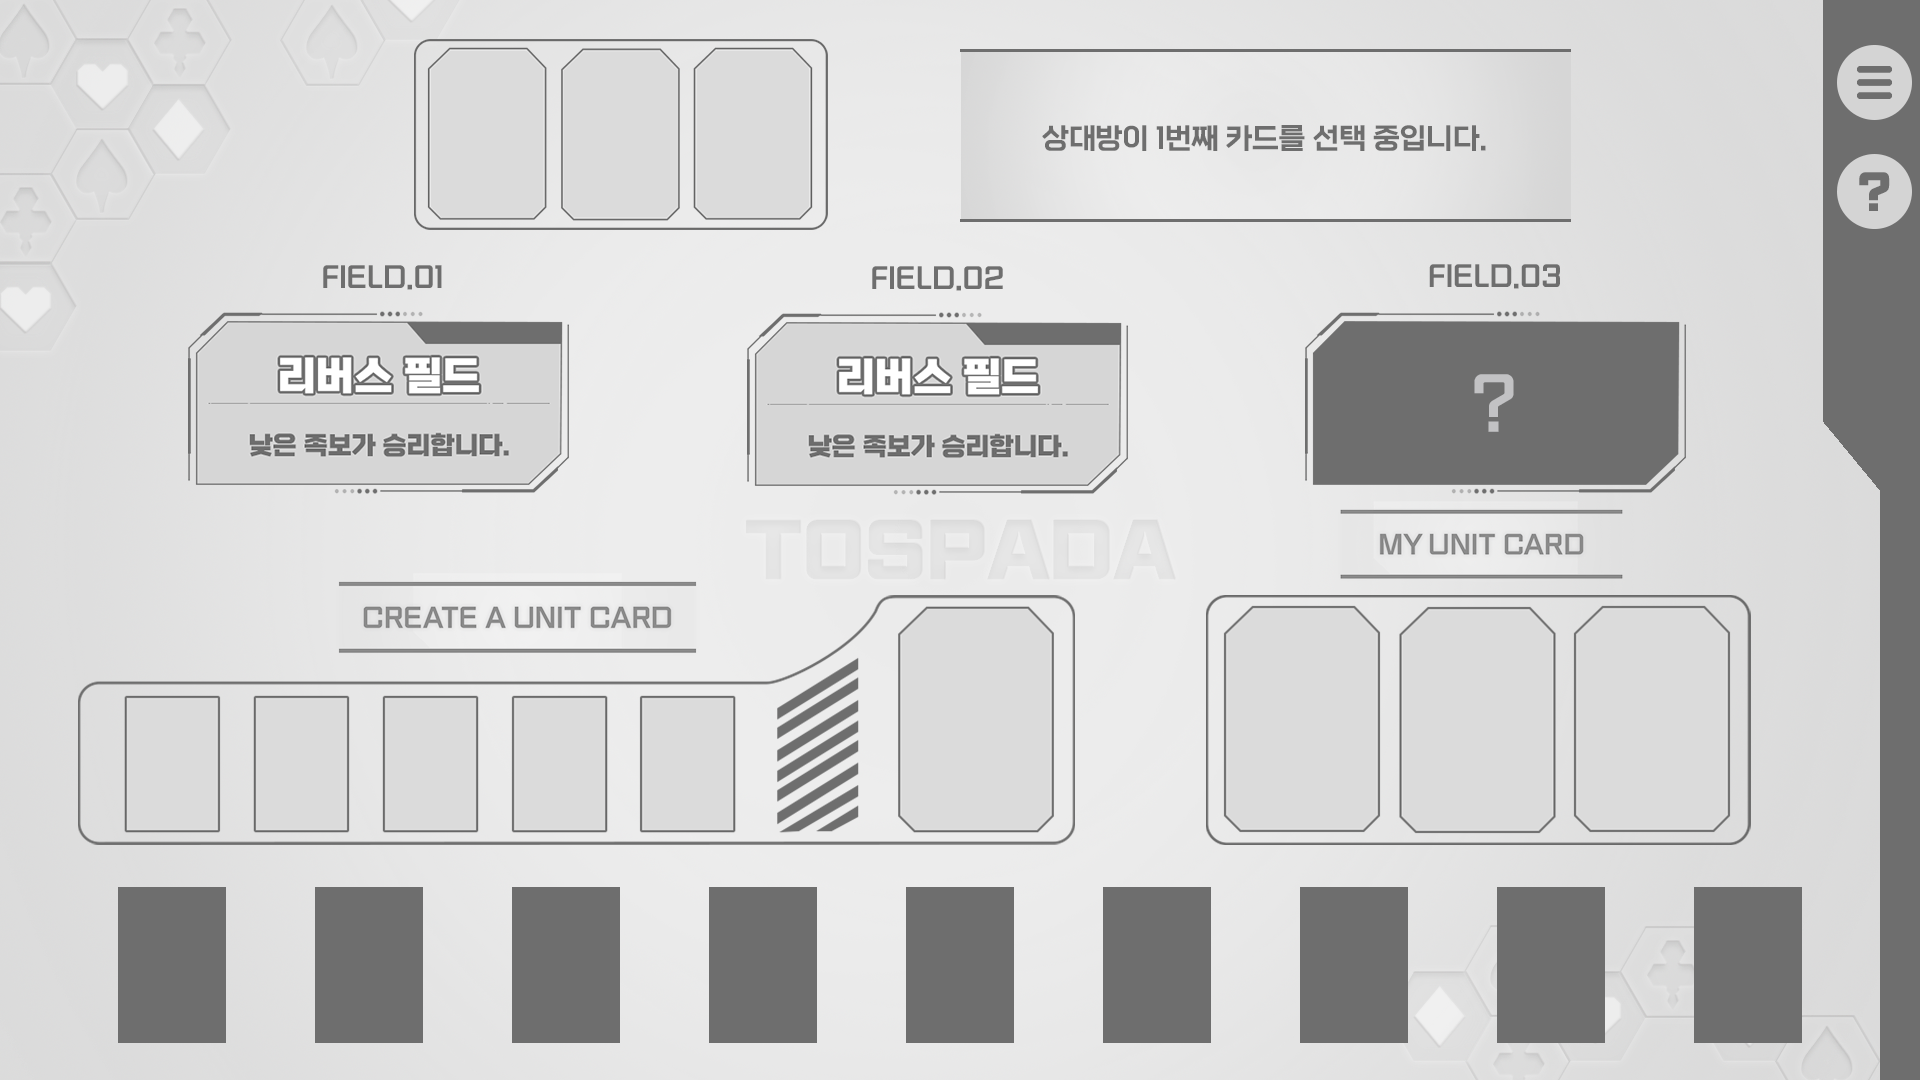 상대방이 1번째 카드를 선택 중입니다.
?
FIELD.01
FIELD.02
FIELD.03
리버스 필드
낮은 족보가 승리합니다.
리버스 필드
낮은 족보가 승리합니다.
?
TOSPADA
MY UNIT CARD
CREATE A UNIT CARD